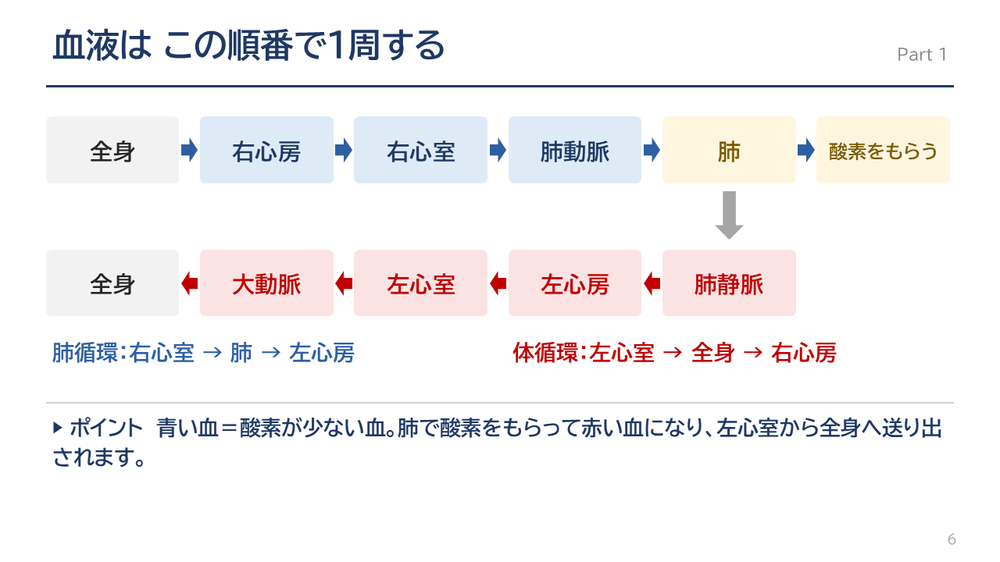 血液は この順番で1周する
Part 1
全身
右心房
右心室
肺動脈
肺
酸素をもらう
全身
大動脈
左心室
左心房
肺静脈
肺循環：右心室 → 肺 → 左心房
体循環：左心室 → 全身 → 右心房
▶ ポイント　青い血＝酸素が少ない血。肺で酸素をもらって赤い血になり、左心室から全身へ送り出
されます。
6